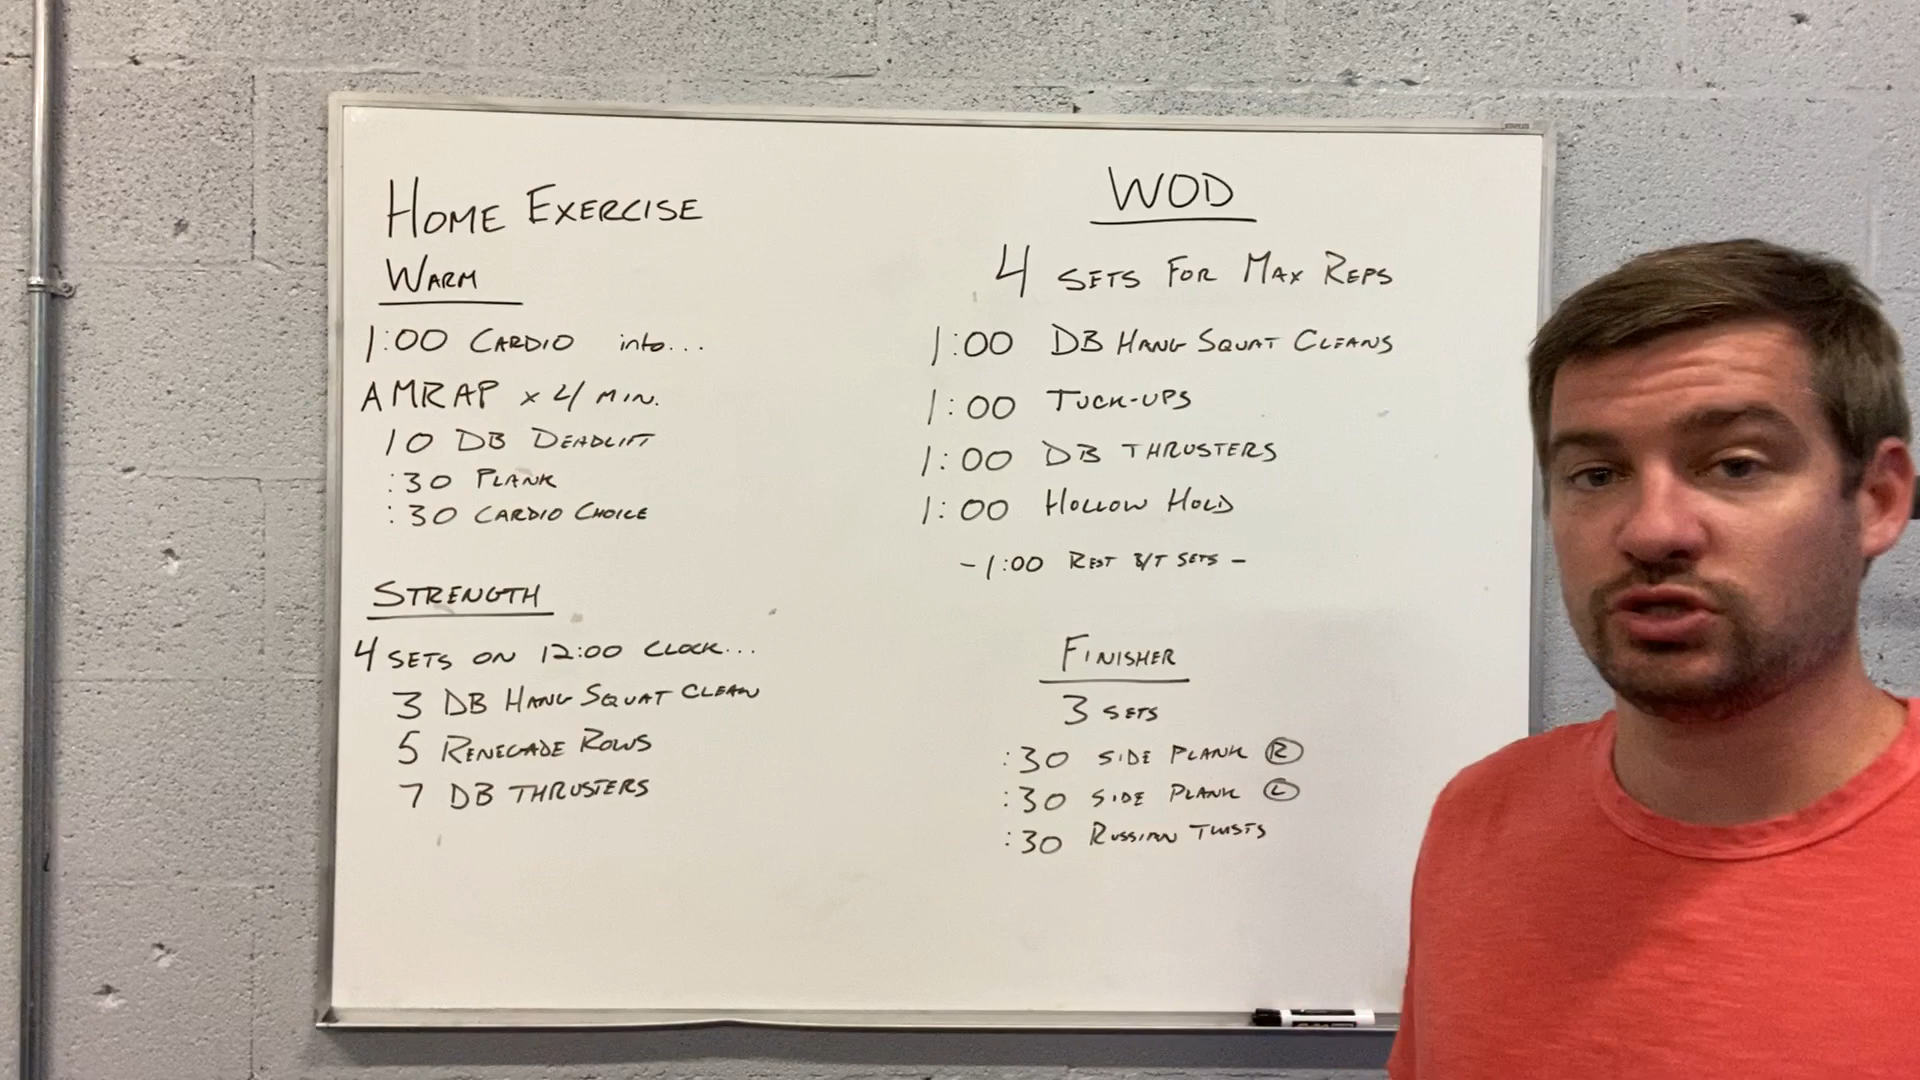 HOME EXERCISE
WARM
1:00 CARDIO into...
AMRAP x 4 MIN.
10 DB DEADLIFT
:30 PLANK
:30 CARDIO CHOICE
STRENGTH
4 SETS ON 12:00 CLOCK...
3 DB HANG SQUAT CLEAN
5 RENEGADE ROWS
7 DB THRUSTERS
WOD
4 SETS FOR MAX REPS
1:00 DB HANG SQUAT CLEANS
1:00 TUCK-UPS
1:00 DB THRUSTERS
1:00 HOLLOW HOLD
- 1:00 REST B/T SETS -
FINISHER
3 SETS
:30 SIDE PLANK R
:30 SIDE PLANK L
:30 RUSSIAN TWISTS